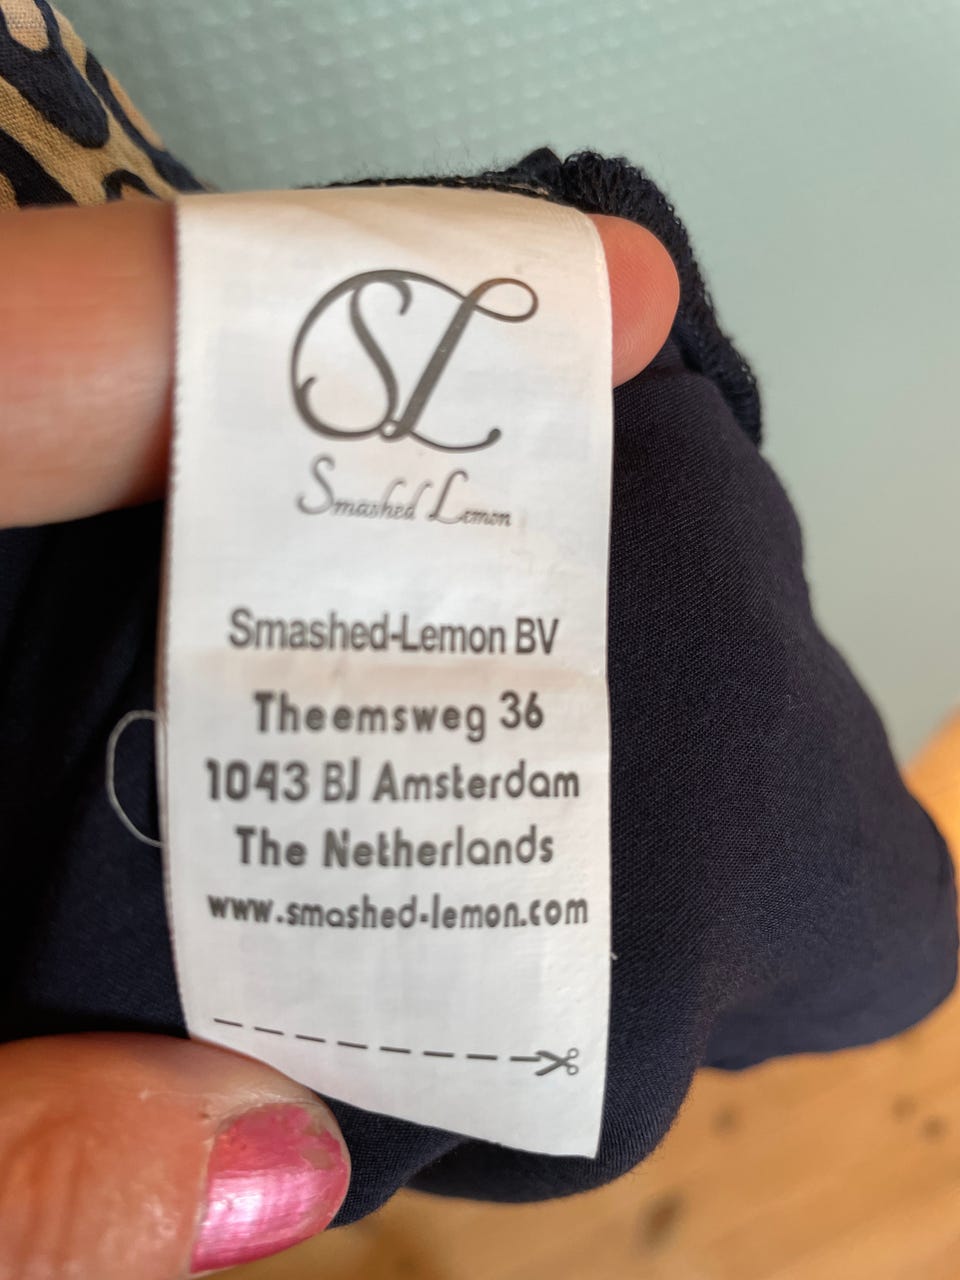 SL
Smashed Lemon
Smashed-Lemon BV
Theemsweg 36
1043 BJ Amsterdam
The Netherlands
www.smashed-lemon.com